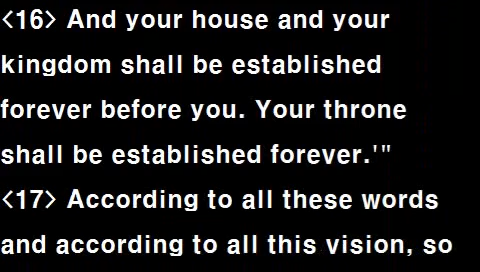 <16> And your house and your
kingdom shall be established
forever before you. Your throne
shall be established forever.'"
<17> According to all these words
and according to all this vision, so